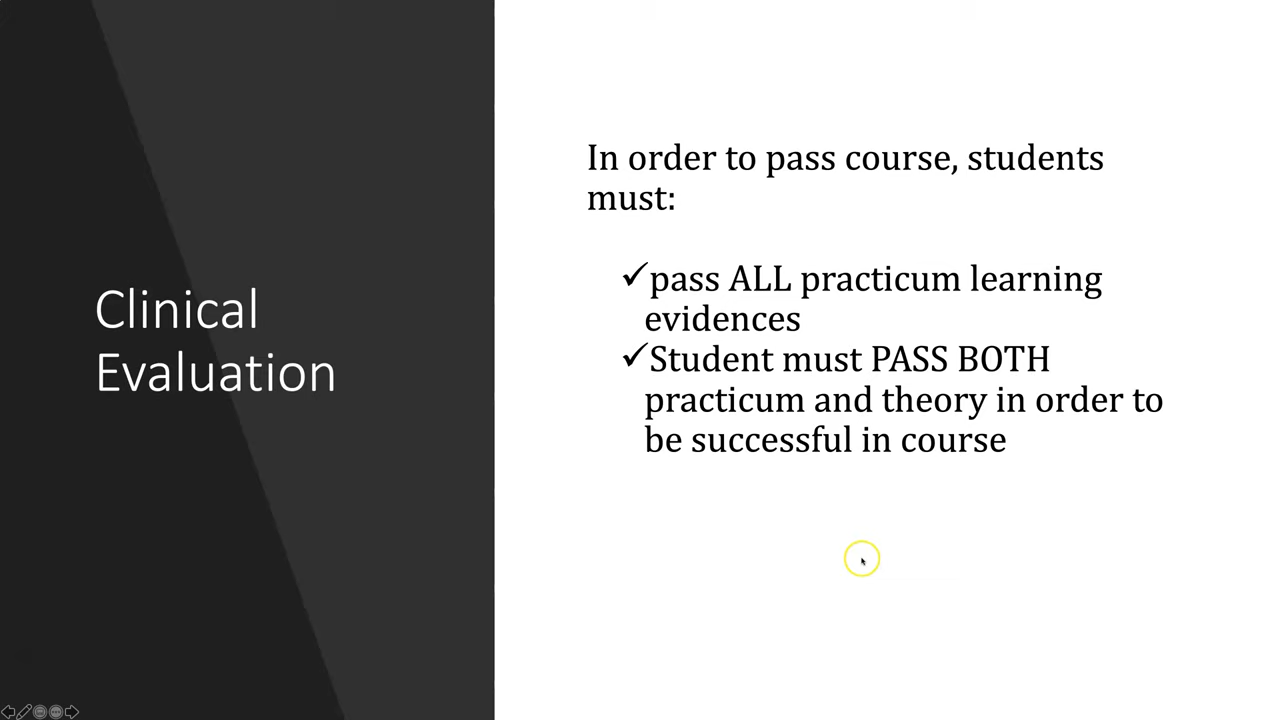 Clinical
Evaluation
In order to pass course, students
must:
✓pass ALL practicum learning
evidences
✓Student must PASS BOTH
practicum and theory in order to
be successful in course